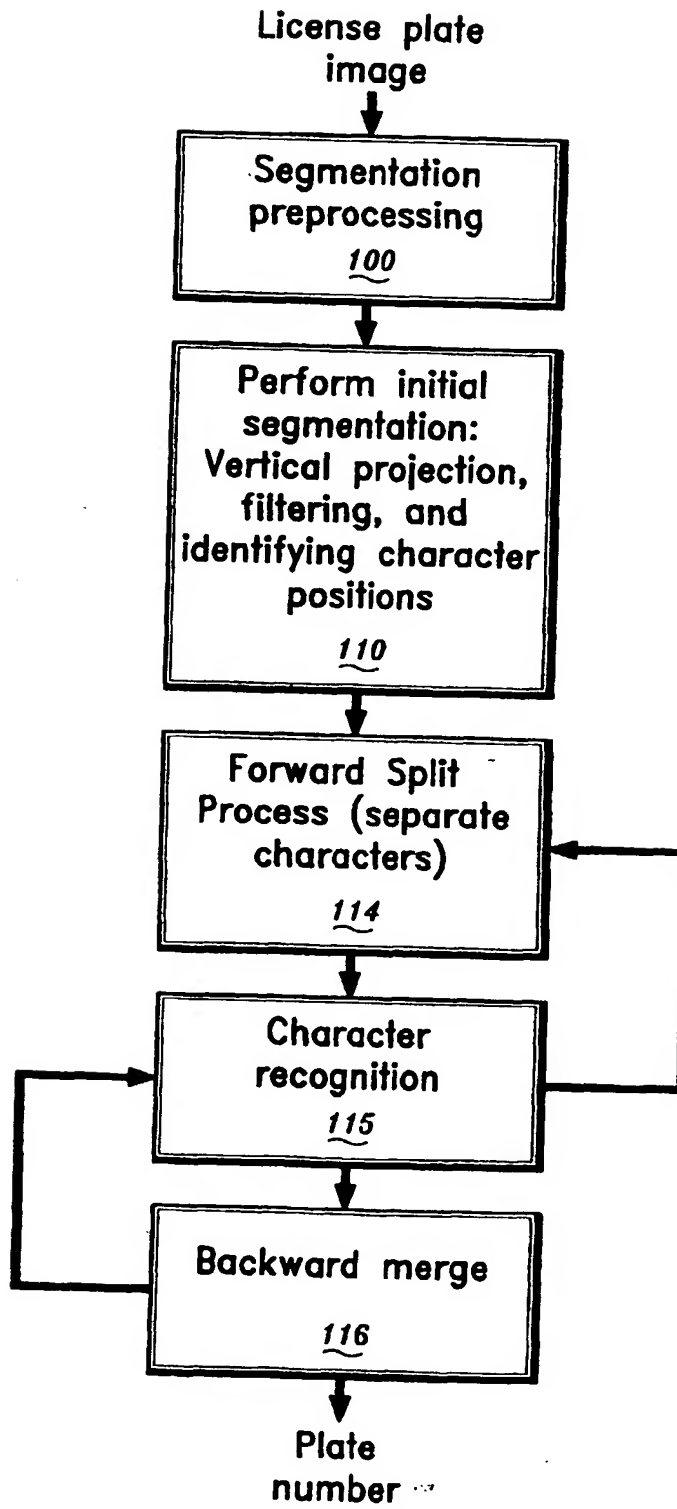 License plate
image
Segmentation
preprocessing
100
Perform initial
segmentation:
Vertical projection,
filtering, and
identifying character
positions
110
Forward Split
Process (separate
characters)
114
Character
recognition
115
Backward merge
116
Plate
number